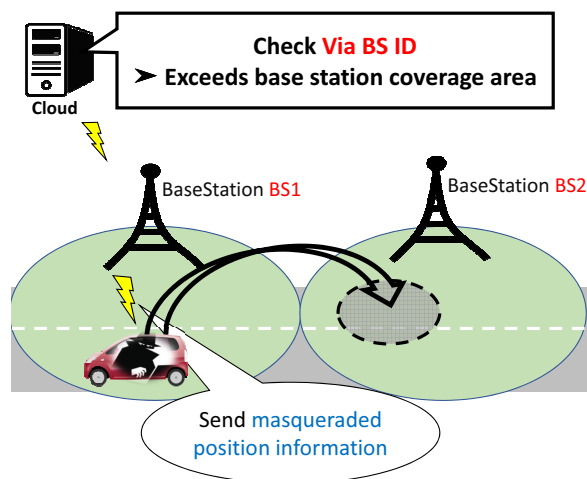 Check Via BS ID
➤ Exceeds base station coverage area
Cloud
BaseStation BS1
BaseStation BS2
Send masqueraded
position information